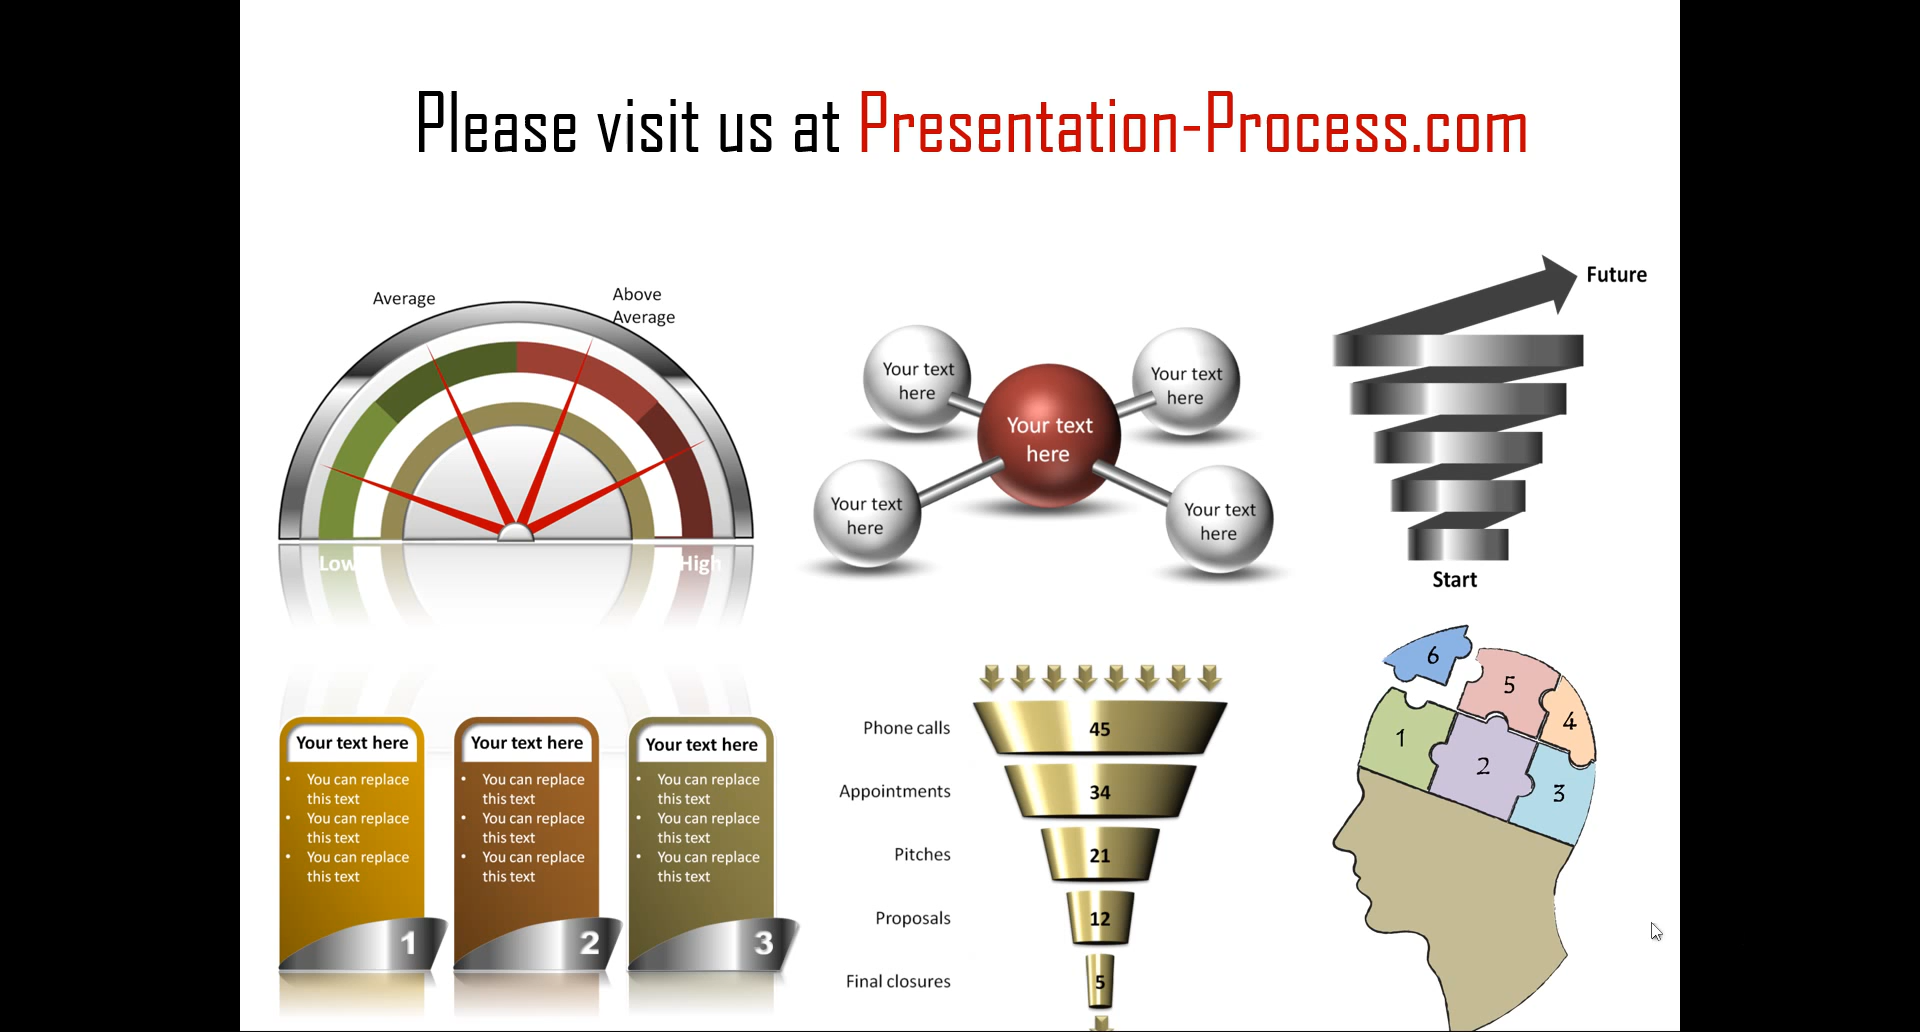 Please visit us at Presentation-Process.com
Average
Above
Average
Low
High
Your text
here
Your text
here
Your text
here
Your text
here
Your text
here
Future
Start
Your text here
• You can replace
this text
• You can replace
this text
• You can replace
this text
1
Your text here
• You can replace
this text
• You can replace
this text
• You can replace
this text
2
Your text here
• You can replace
this text
• You can replace
this text
• You can replace
this text
3
Phone calls 45
Appointments 34
Pitches 21
Proposals 12
Final closures 5
6
5
4
1
2
3